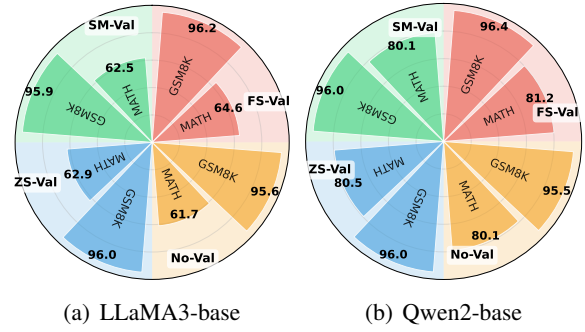 SM-Val
96.2
GSM8K
62.5
MATH
95.9
GSM8K
64.6
FS-Val
MATH
ZS-Val
MATH
62.9
GSM8K
96.0
MATH
61.7
GSM8K
95.6
No-Val
(a) LLaMA3-base
SM-Val
96.4
GSM8K
80.1
MATH
96.0
GSM8K
81.2
FS-Val
MATH
ZS-Val
MATH
80.5
GSM8K
96.0
MATH
80.1
GSM8K
95.5
No-Val
(b) Qwen2-base